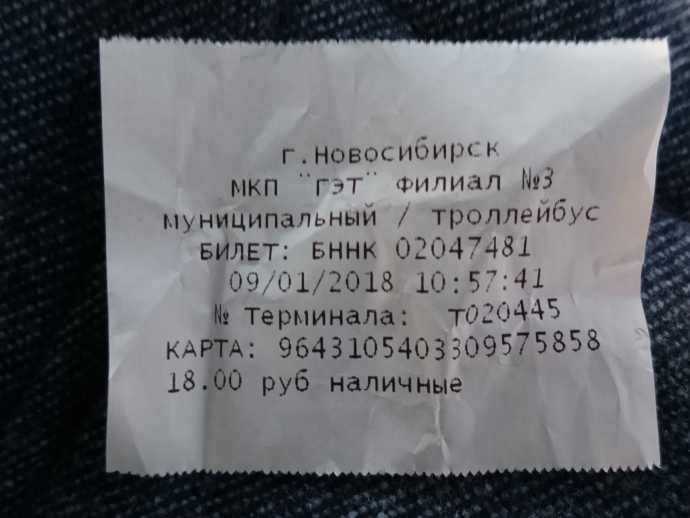 г.Новосибирск
МКП "ГЭТ" Филиал №3
муниципальный / троллейбус
БИЛЕТ: БННК 02047481
09/01/2018 10:57:41
№ Терминала: Т020445
КАРТА: 9643105403309575858
18.00 руб наличные